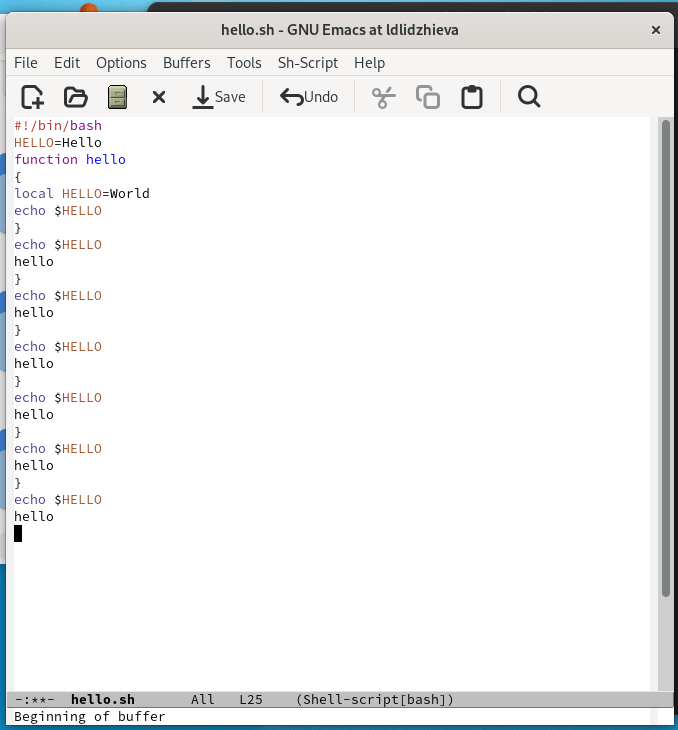 hello.sh - GNU Emacs at ldlidzhieva
File Edit Options Buffers Tools Sh-Script Help
Save Undo
#!/bin/bash
HELLO=Hello
function hello
{
local HELLO=World
echo $HELLO
}
echo $HELLO
hello
}
echo $HELLO
hello
}
echo $HELLO
hello
}
echo $HELLO
hello
}
echo $HELLO
hello
}
echo $HELLO
hello
-:**- hello.sh All L25 (Shell-script[bash])
Beginning of buffer